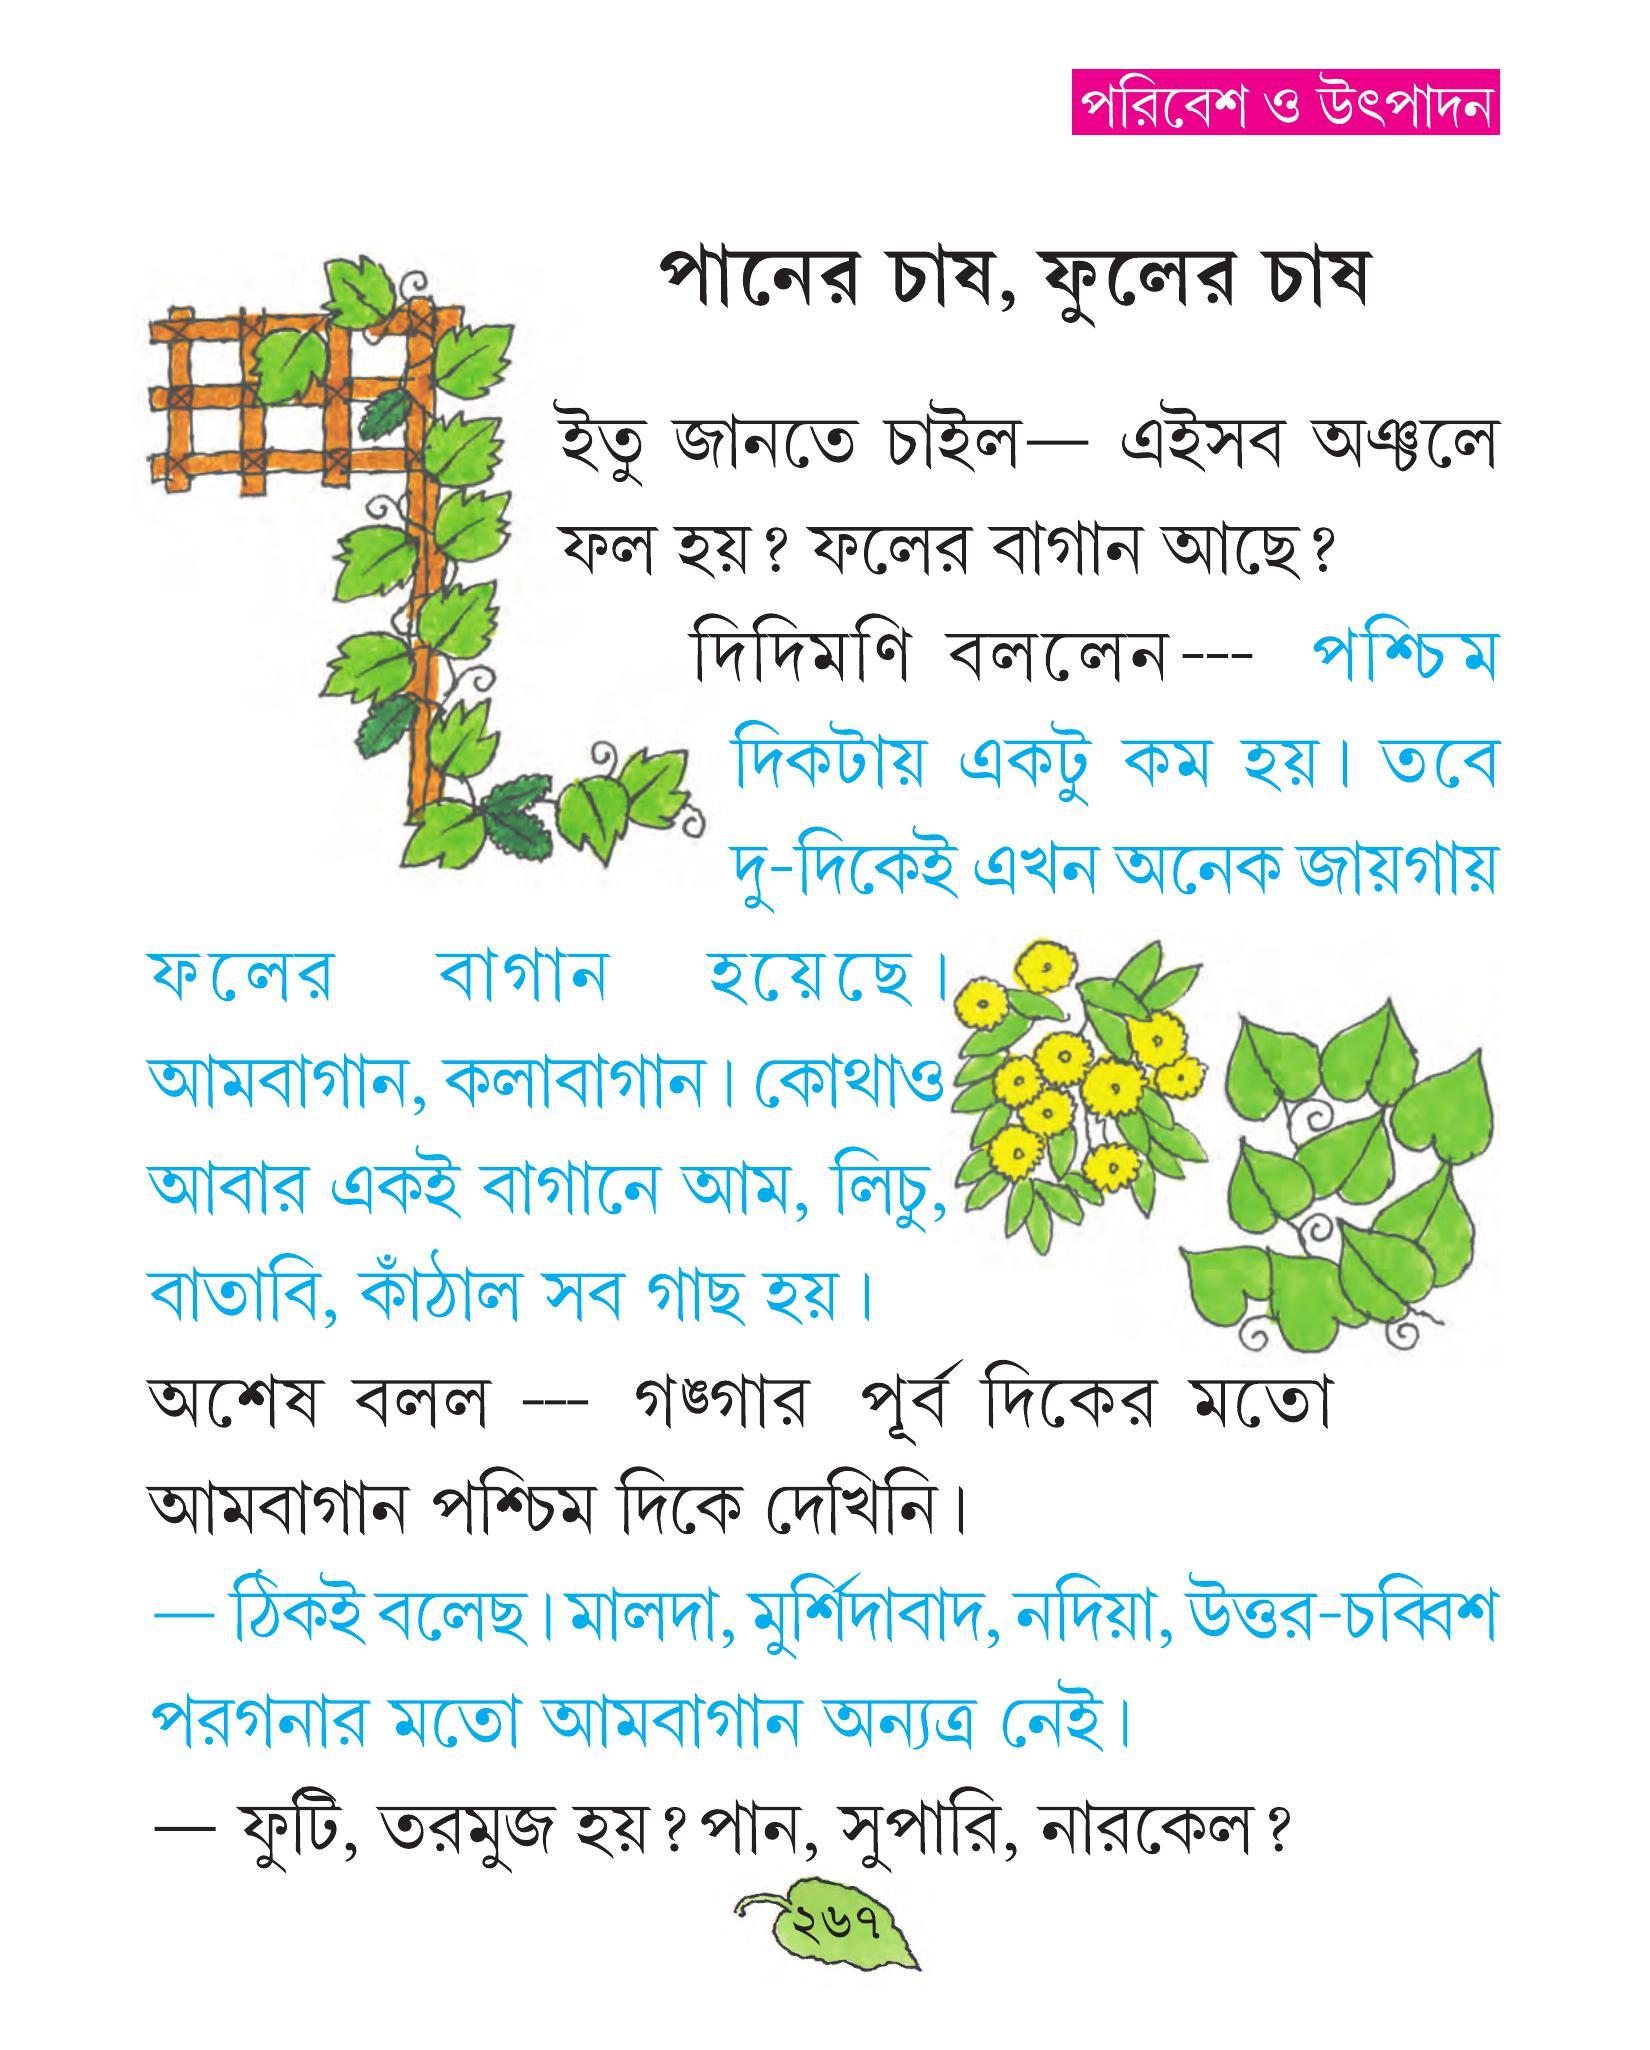 পরিবেশ ও উৎপাদন
পানের চাষ, ফুলের চাষ
ইতু জানতে চাইল— এইসব অঞ্চলে
ফল হয়? ফলের বাগান আছে?
দিদিমণি বললেন--- পশ্চিম
দিকটায় একটু কম হয়। তবে
দু-দিকেই এখন অনেক জায়গায়
ফলের বাগান হয়েছে।
আমবাগান, কলাবাগান। কোথাও
আবার একই বাগানে আম, লিচু,
বাতাবি, কাঁঠাল সব গাছ হয়।
অশেষ বলল --- গঙ্গার পূর্ব দিকের মতো
আমবাগান পশ্চিম দিকে দেখিনি।
— ঠিকই বলেছ। মালদা, মুর্শিদাবাদ, নদিয়া, উত্তর-চব্বিশ
পরগনার মতো আমবাগান অন্যত্র নেই।
— ফুটি, তরমুজ হয়? পান, সুপারি, নারকেল?
২৬৭